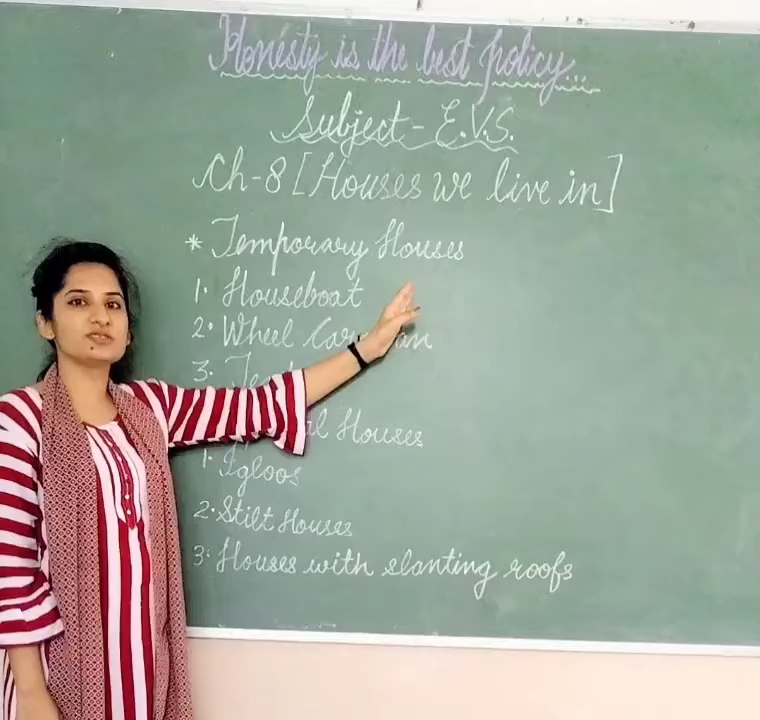 Honesty is the best policy...
Subject - E.V.S.
Ch-8 [Houses we live in]
* Temporary Houses
1. Houseboat
2. Wheel
3.
Houses
1. Igloos
2. Stilt Houses
3. Houses with slanting roofs